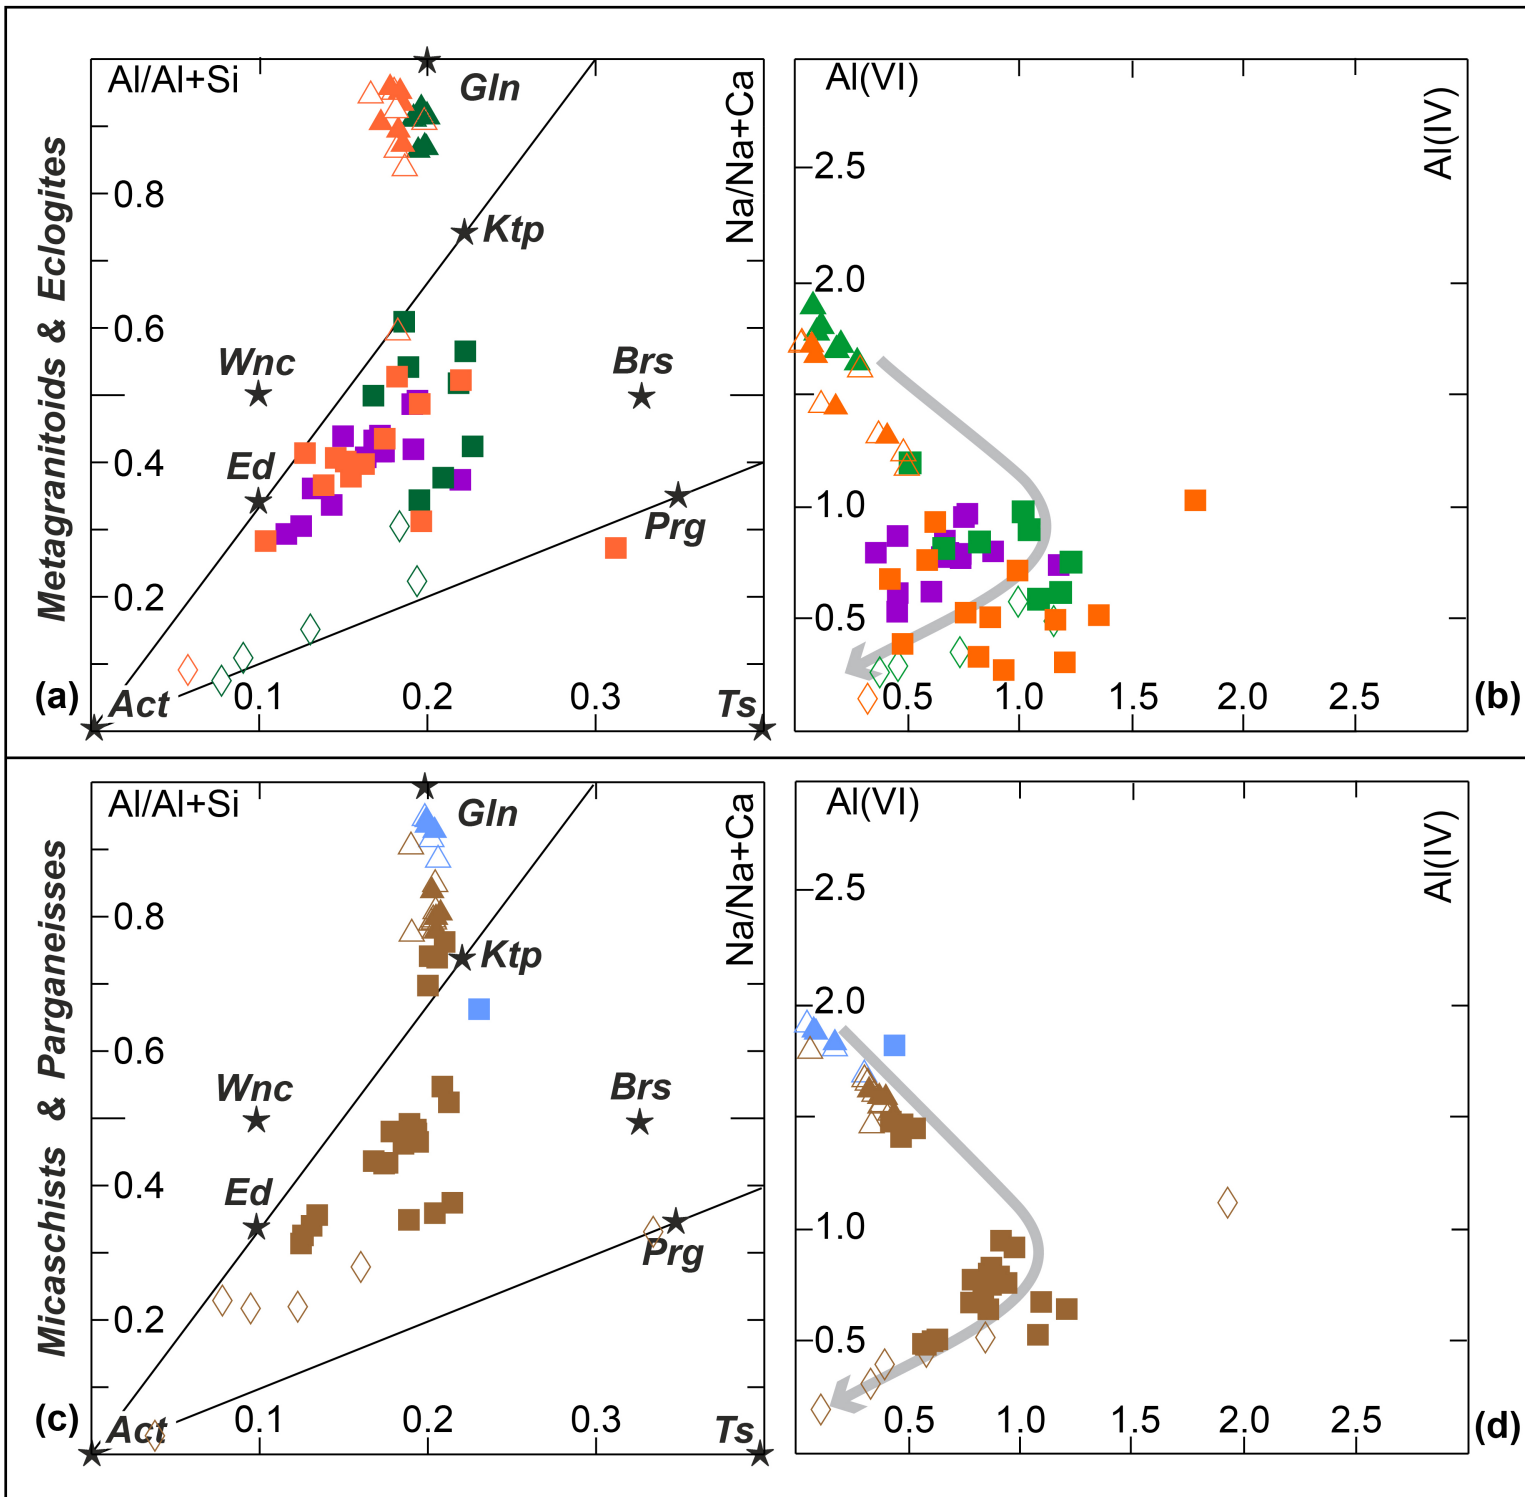 Metagranitoids & Eclogites
Al/Al+Si
Na/Na+Ca
Gln
0.8
Ktp
0.6
Wnc
Brs
Ed
0.4
Prg
0.2
(a)
Act
0.1
0.2
0.3
Ts
Al(VI)
Al(IV)
2.5
2.0
1.0
0.5
0.5
1.0
1.5
2.0
2.5
(b)
Micaschists & Parganeisses
Al/Al+Si
Na/Na+Ca
Gln
0.8
Ktp
0.6
Wnc
Brs
Ed
0.4
Prg
0.2
(c)
Act
0.1
0.2
0.3
Ts
Al(VI)
Al(IV)
2.5
2.0
1.0
0.5
0.5
1.0
1.5
2.0
2.5
(d)